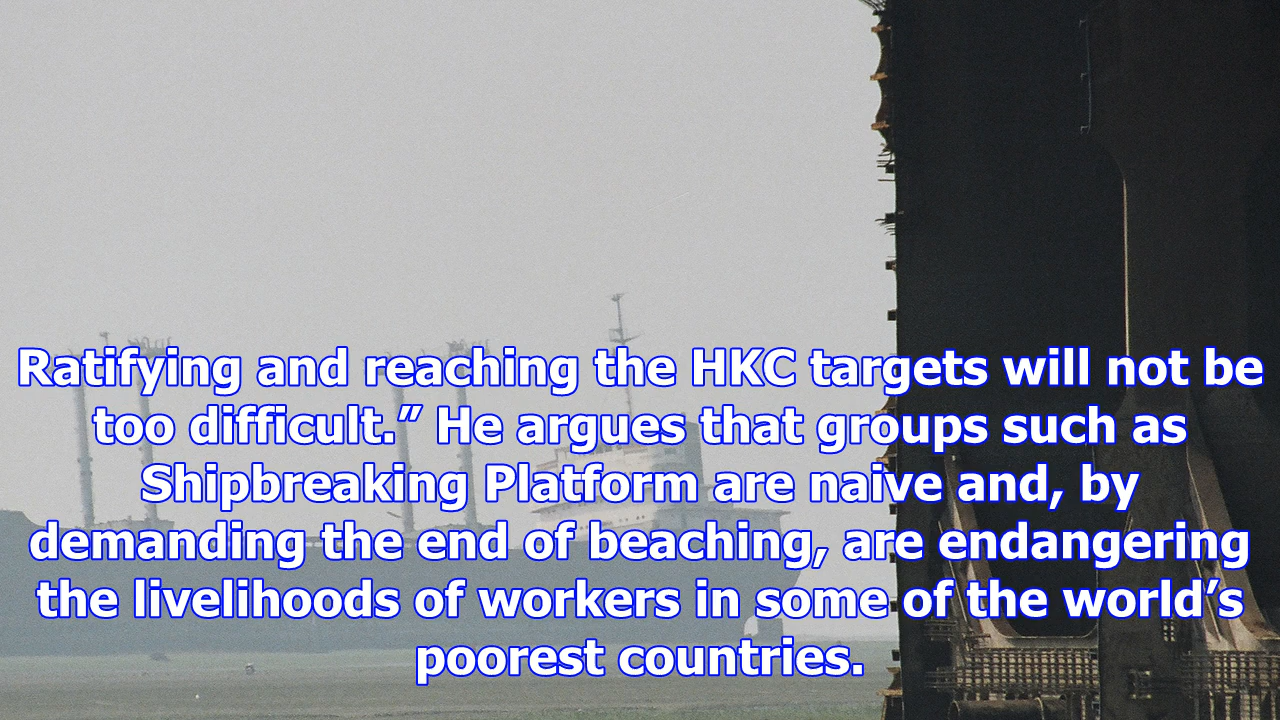 Ratifying and reaching the HKC targets will not be
too difficult.” He argues that groups such as
Shipbreaking Platform are naive and, by
demanding the end of beaching, are endangering
the livelihoods of workers in some of the world’s
poorest countries.